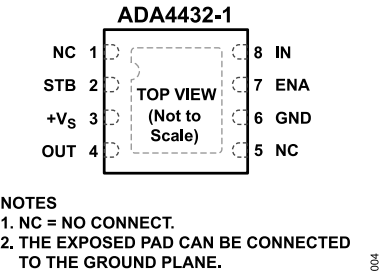 ADA4432-1
NC 1
STB 2
+VS 3
OUT 4
TOP VIEW
(Not to
Scale)
8 IN
7 ENA
6 GND
5 NC
NOTES
1. NC = NO CONNECT.
2. THE EXPOSED PAD CAN BE CONNECTED
TO THE GROUND PLANE.
004